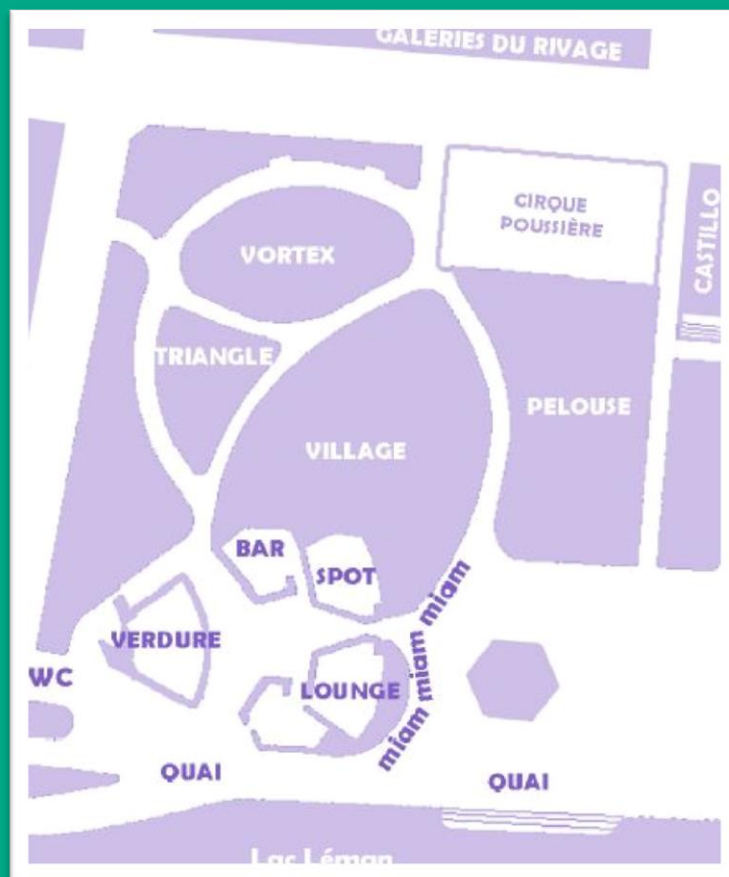 GALERIES DU RIVAGE
CIRQUE
POUSSIÈRE
CASTILLO
VORTEX
TRIANGLE
PELOUSE
VILLAGE
BAR
SPOT
miam
VERDURE
miam
WC
LOUNGE
miam
QUAI
QUAI
Lac Léman